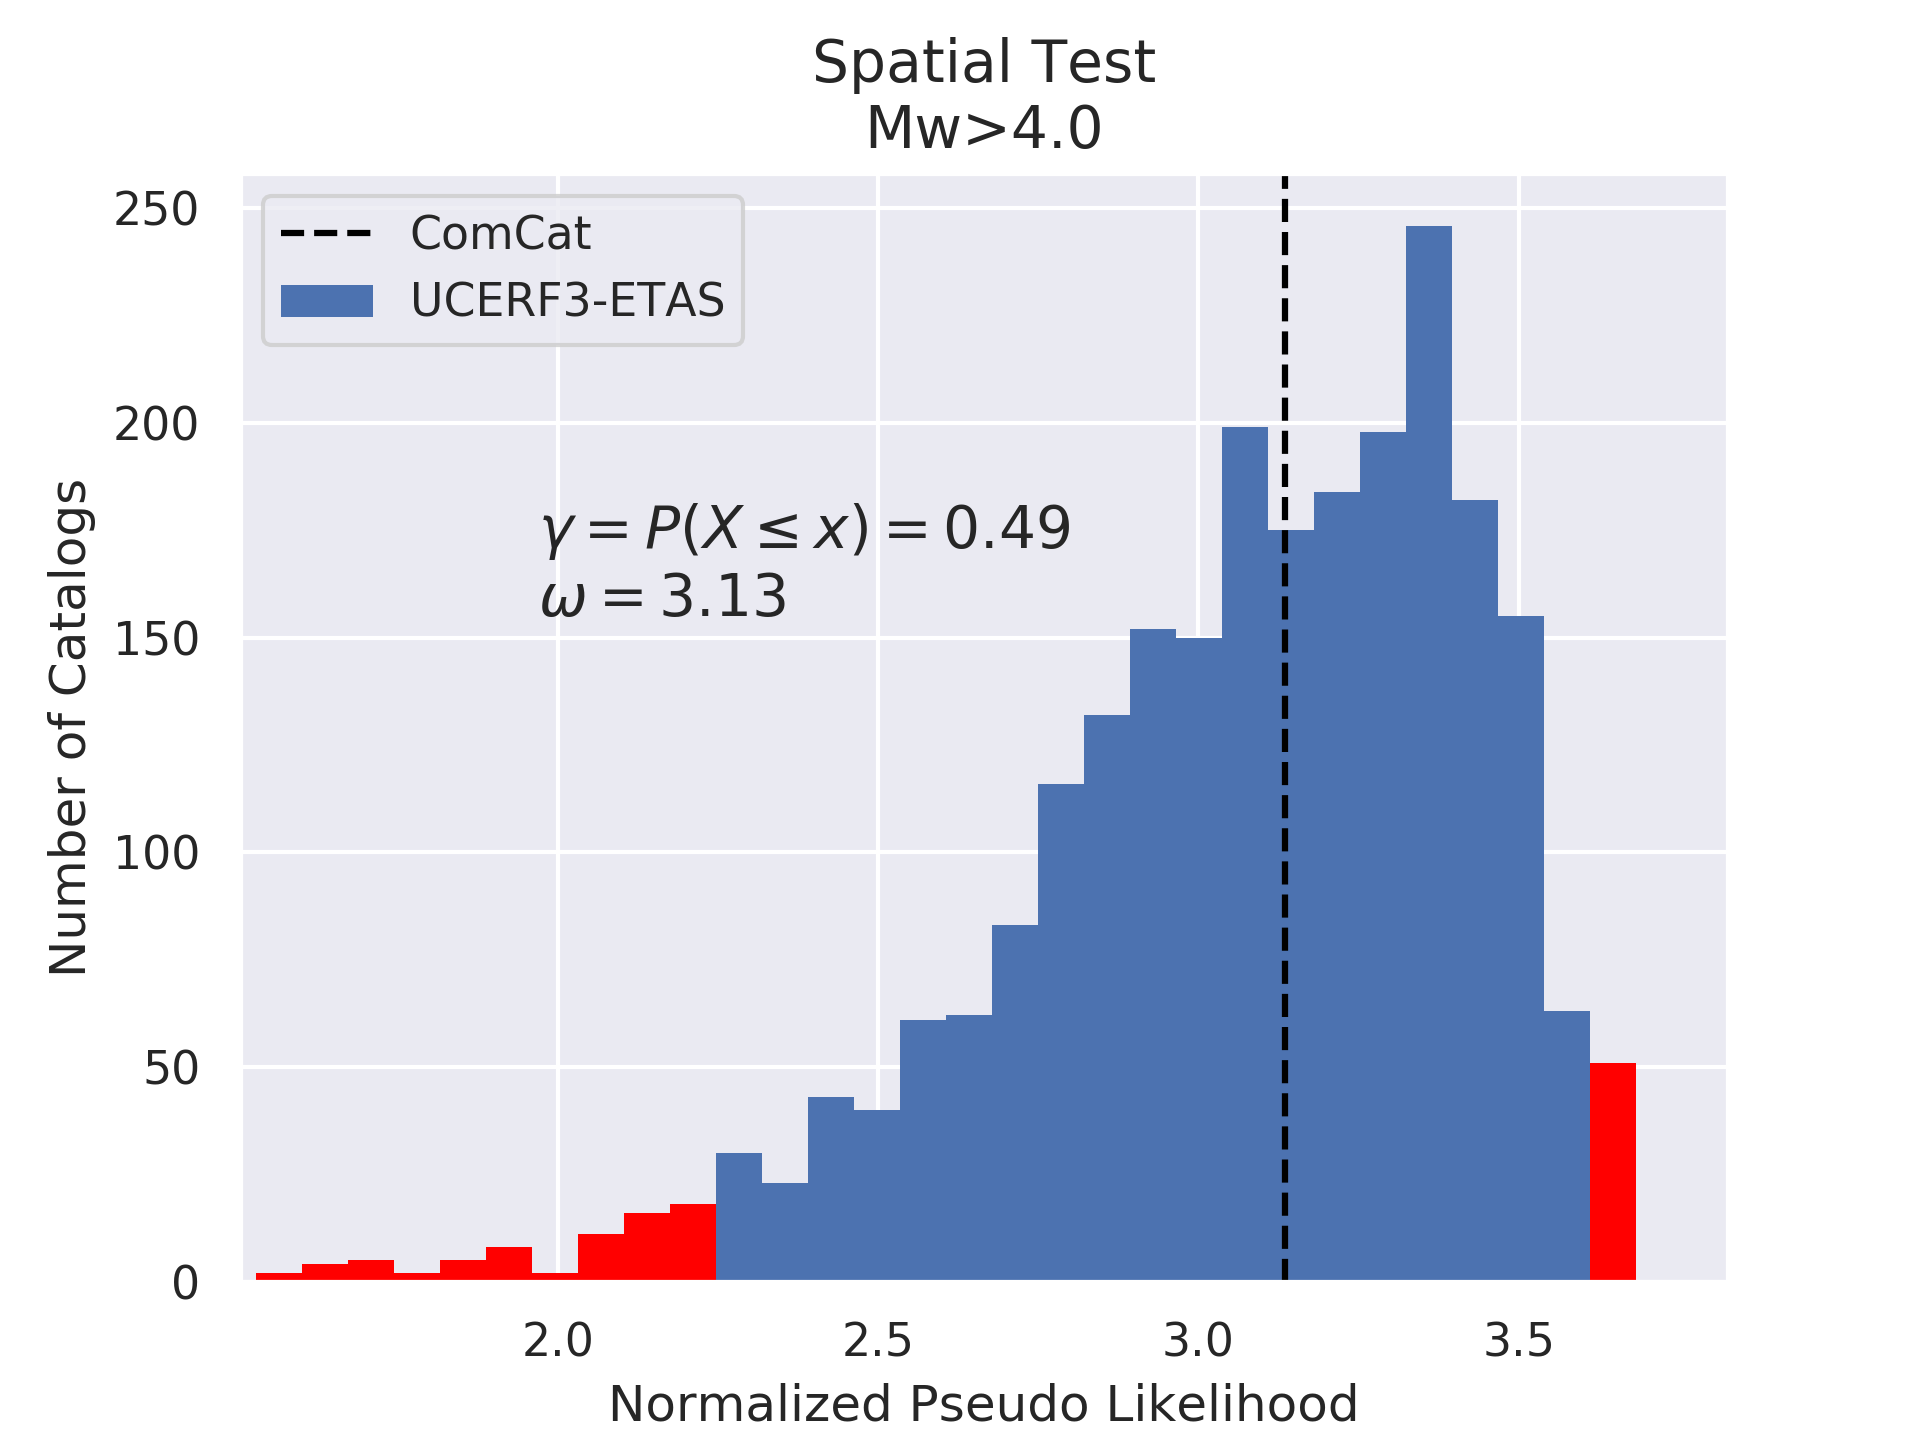 Spatial Test
Mw>4.0
250
200
150
100
50
0
Number of Catalogs
ComCat
UCERF3-ETAS
γ = P(X ≤ x) = 0.49
ω = 3.13
2.0 2.5 3.0 3.5
Normalized Pseudo Likelihood